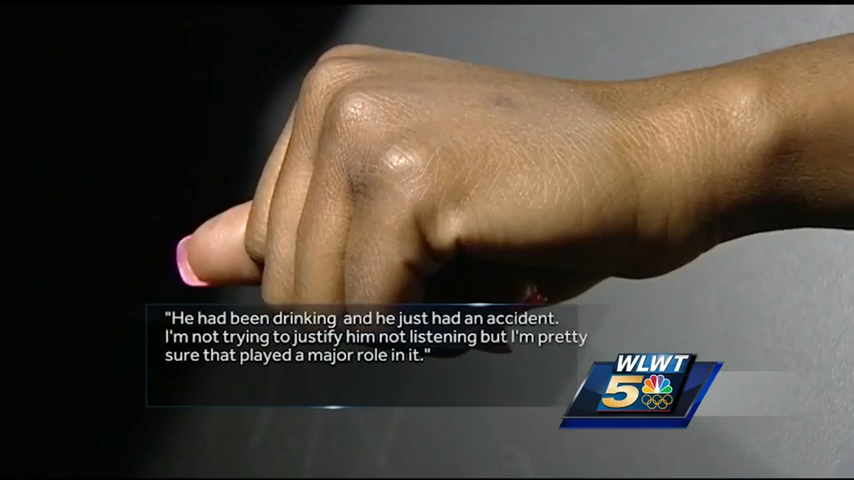 "He had been drinking and he just had an accident.
I'm not trying to justify him not listening but I'm pretty
sure that played a major role in it."
WLWT
5